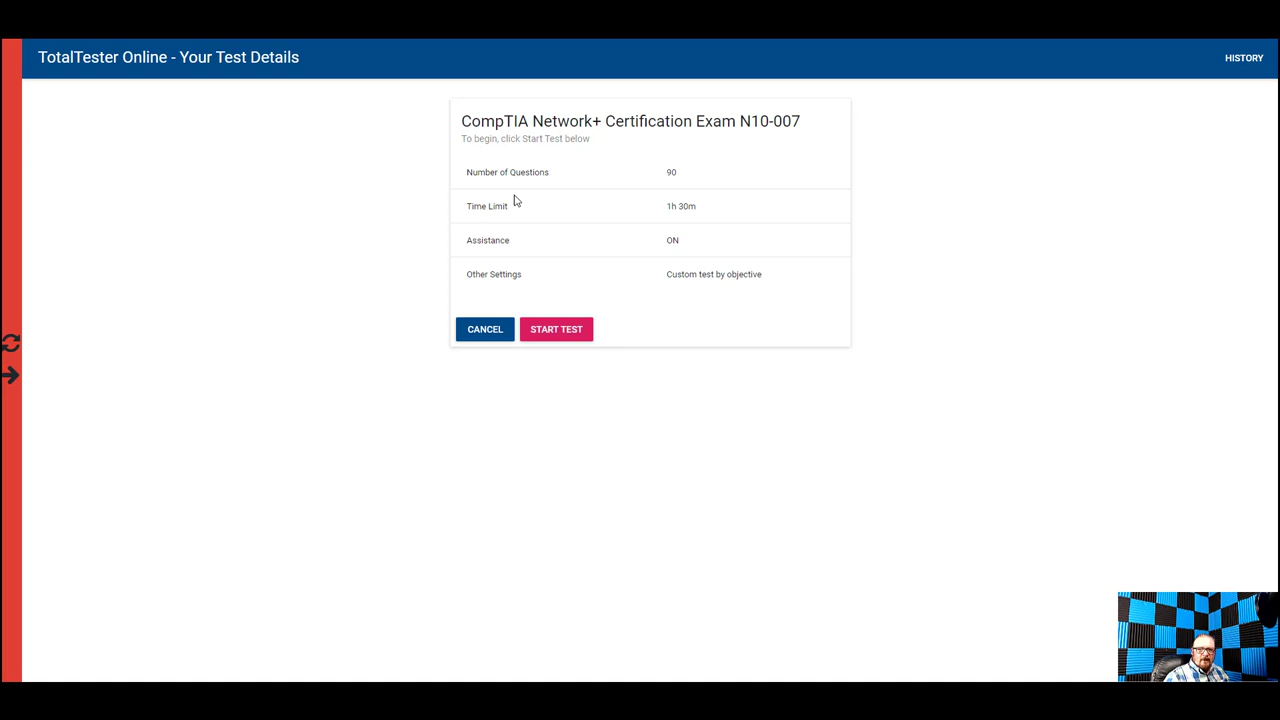 TotalTester Online - Your Test Details
HISTORY
CompTIA Network+ Certification Exam N10-007
To begin, click Start Test below
Number of Questions 90
Time Limit 1h 30m
Assistance ON
Other Settings Custom test by objective
CANCEL START TEST